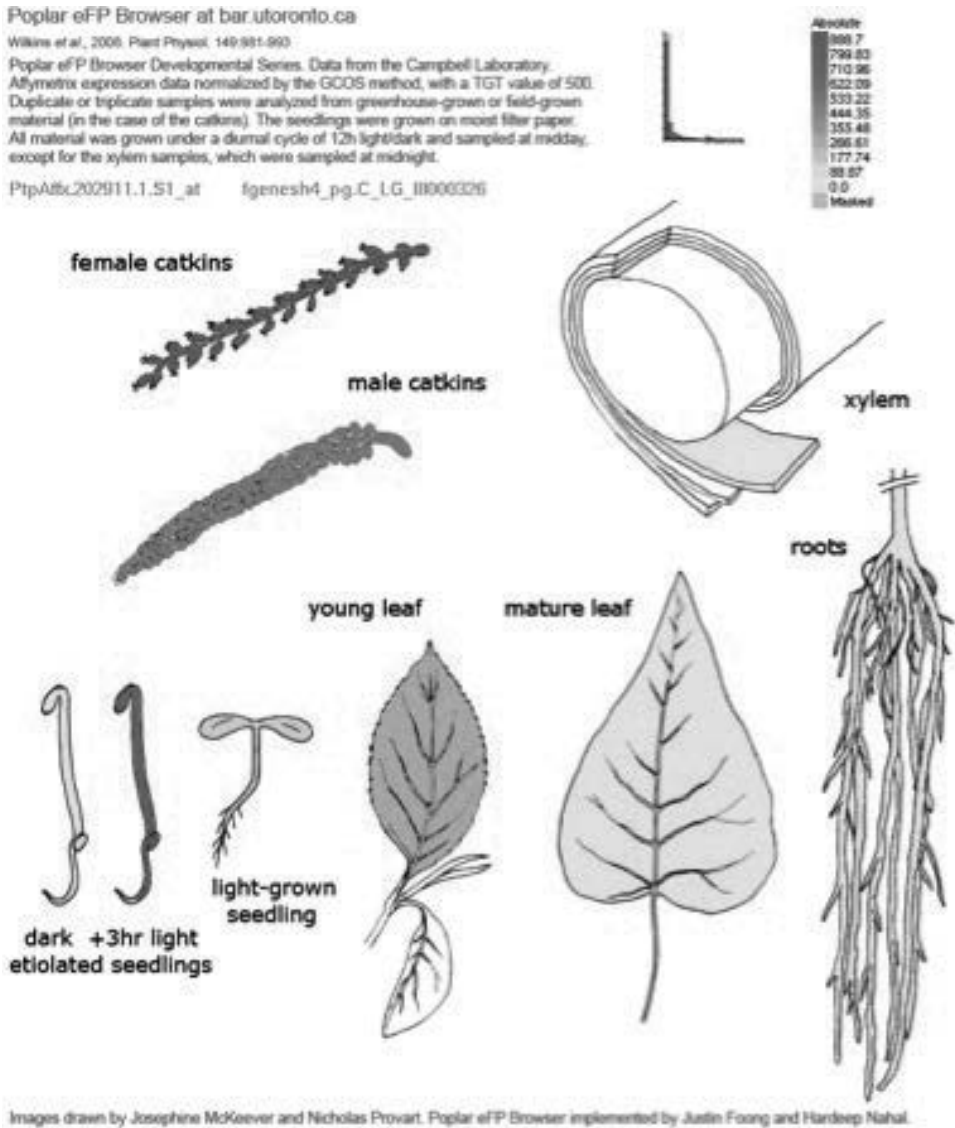 Poplar eFP Browser at bar.utoronto.ca
Wilkins et al., 2008. Plant Physiol. 149:981-993
Poplar eFP Browser Developmental Series. Data from the Campbell Laboratory.
Affymetrix expression data normalized by the GCOS method, with a TGT value of 500.
Duplicate or triplicate samples were analyzed from greenhouse-grown or field-grown
material (in the case of the catkins). The seedlings were grown on moist filter paper.
All material was grown under a diurnal cycle of 12h light/dark and sampled at midday,
except for the xylem samples, which were sampled at midnight.
PtpAffx.202911.1.S1_at fgenesh4_pg.C_LG_III000326
Absolute
888.7
799.83
710.96
622.09
533.22
444.35
355.48
266.61
177.74
88.87
0.0
Masked
female catkins
male catkins
xylem
roots
young leaf
mature leaf
light-grown
seedling
dark +3hr light
etiolated seedlings
Images drawn by Josephine McKeever and Nicholas Provart. Poplar eFP Browser implemented by Justin Foong and Hardeep Nahal.